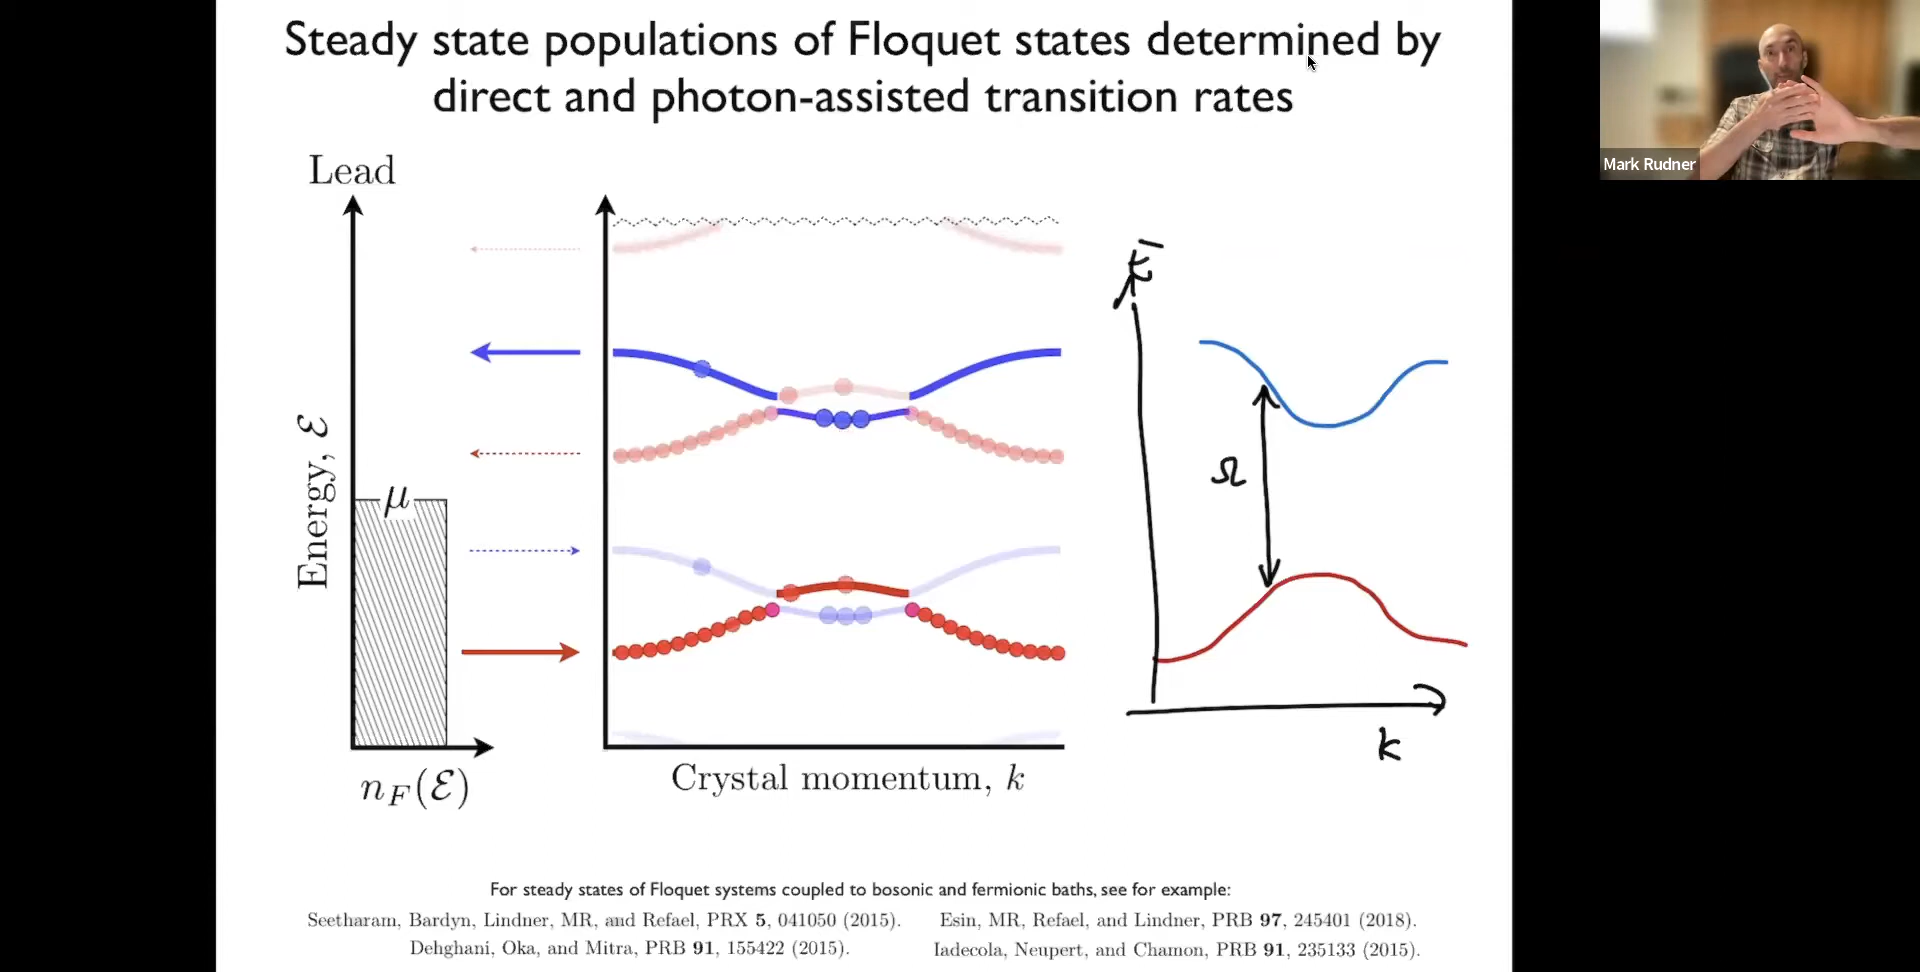 Steady state populations of Floquet states determined by
direct and photon-assisted transition rates
Mark Rudner
Lead
Energy, ℰ
μ
n_F(ℰ)
Crystal momentum, k
Ω
k
For steady states of Floquet systems coupled to bosonic and fermionic baths, see for example:
Seetharam, Bardyn, Lindner, MR, and Refael, PRX 5, 041050 (2015).
Esin, MR, Refael, and Lindner, PRB 97, 245401 (2018).
Dehghani, Oka, and Mitra, PRB 91, 155422 (2015).
Iadecola, Neupert, and Chamon, PRB 91, 235133 (2015).